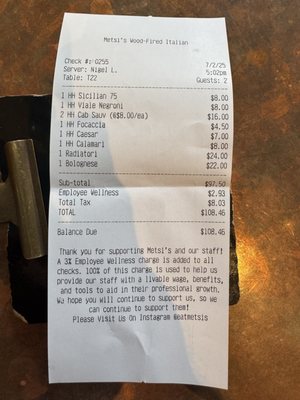 Metsi's Wood-Fired Italian
Check #: 0255 7/2/25
Server: Nigel L. 5:02pm
Table: T22 Guests: 2
1 HH Sicilian 75 $8.00
1 HH Viale Negroni $8.00
2 HH Cab Sauv (@$8.00/ea) $16.00
1 HH Focaccia $4.50
1 HH Caesar $7.00
1 HH Calamari $8.00
1 Radiatori $24.00
1 Bolognese $22.00
Sub-total $97.50
Employee Wellness $2.93
Total Tax $8.03
TOTAL $108.46
Balance Due $108.46
Thank you for supporting Metsi's and our staff!
A 3% Employee Wellness charge is added to all
checks. 100% of this charge is used to help us
provide our staff with a livable wage, benefits,
and tools to aid in their professional growth.
We hope you will continue to support us, so we
can continue to support them!
Please Visit Us On Instagram @eatmetsis